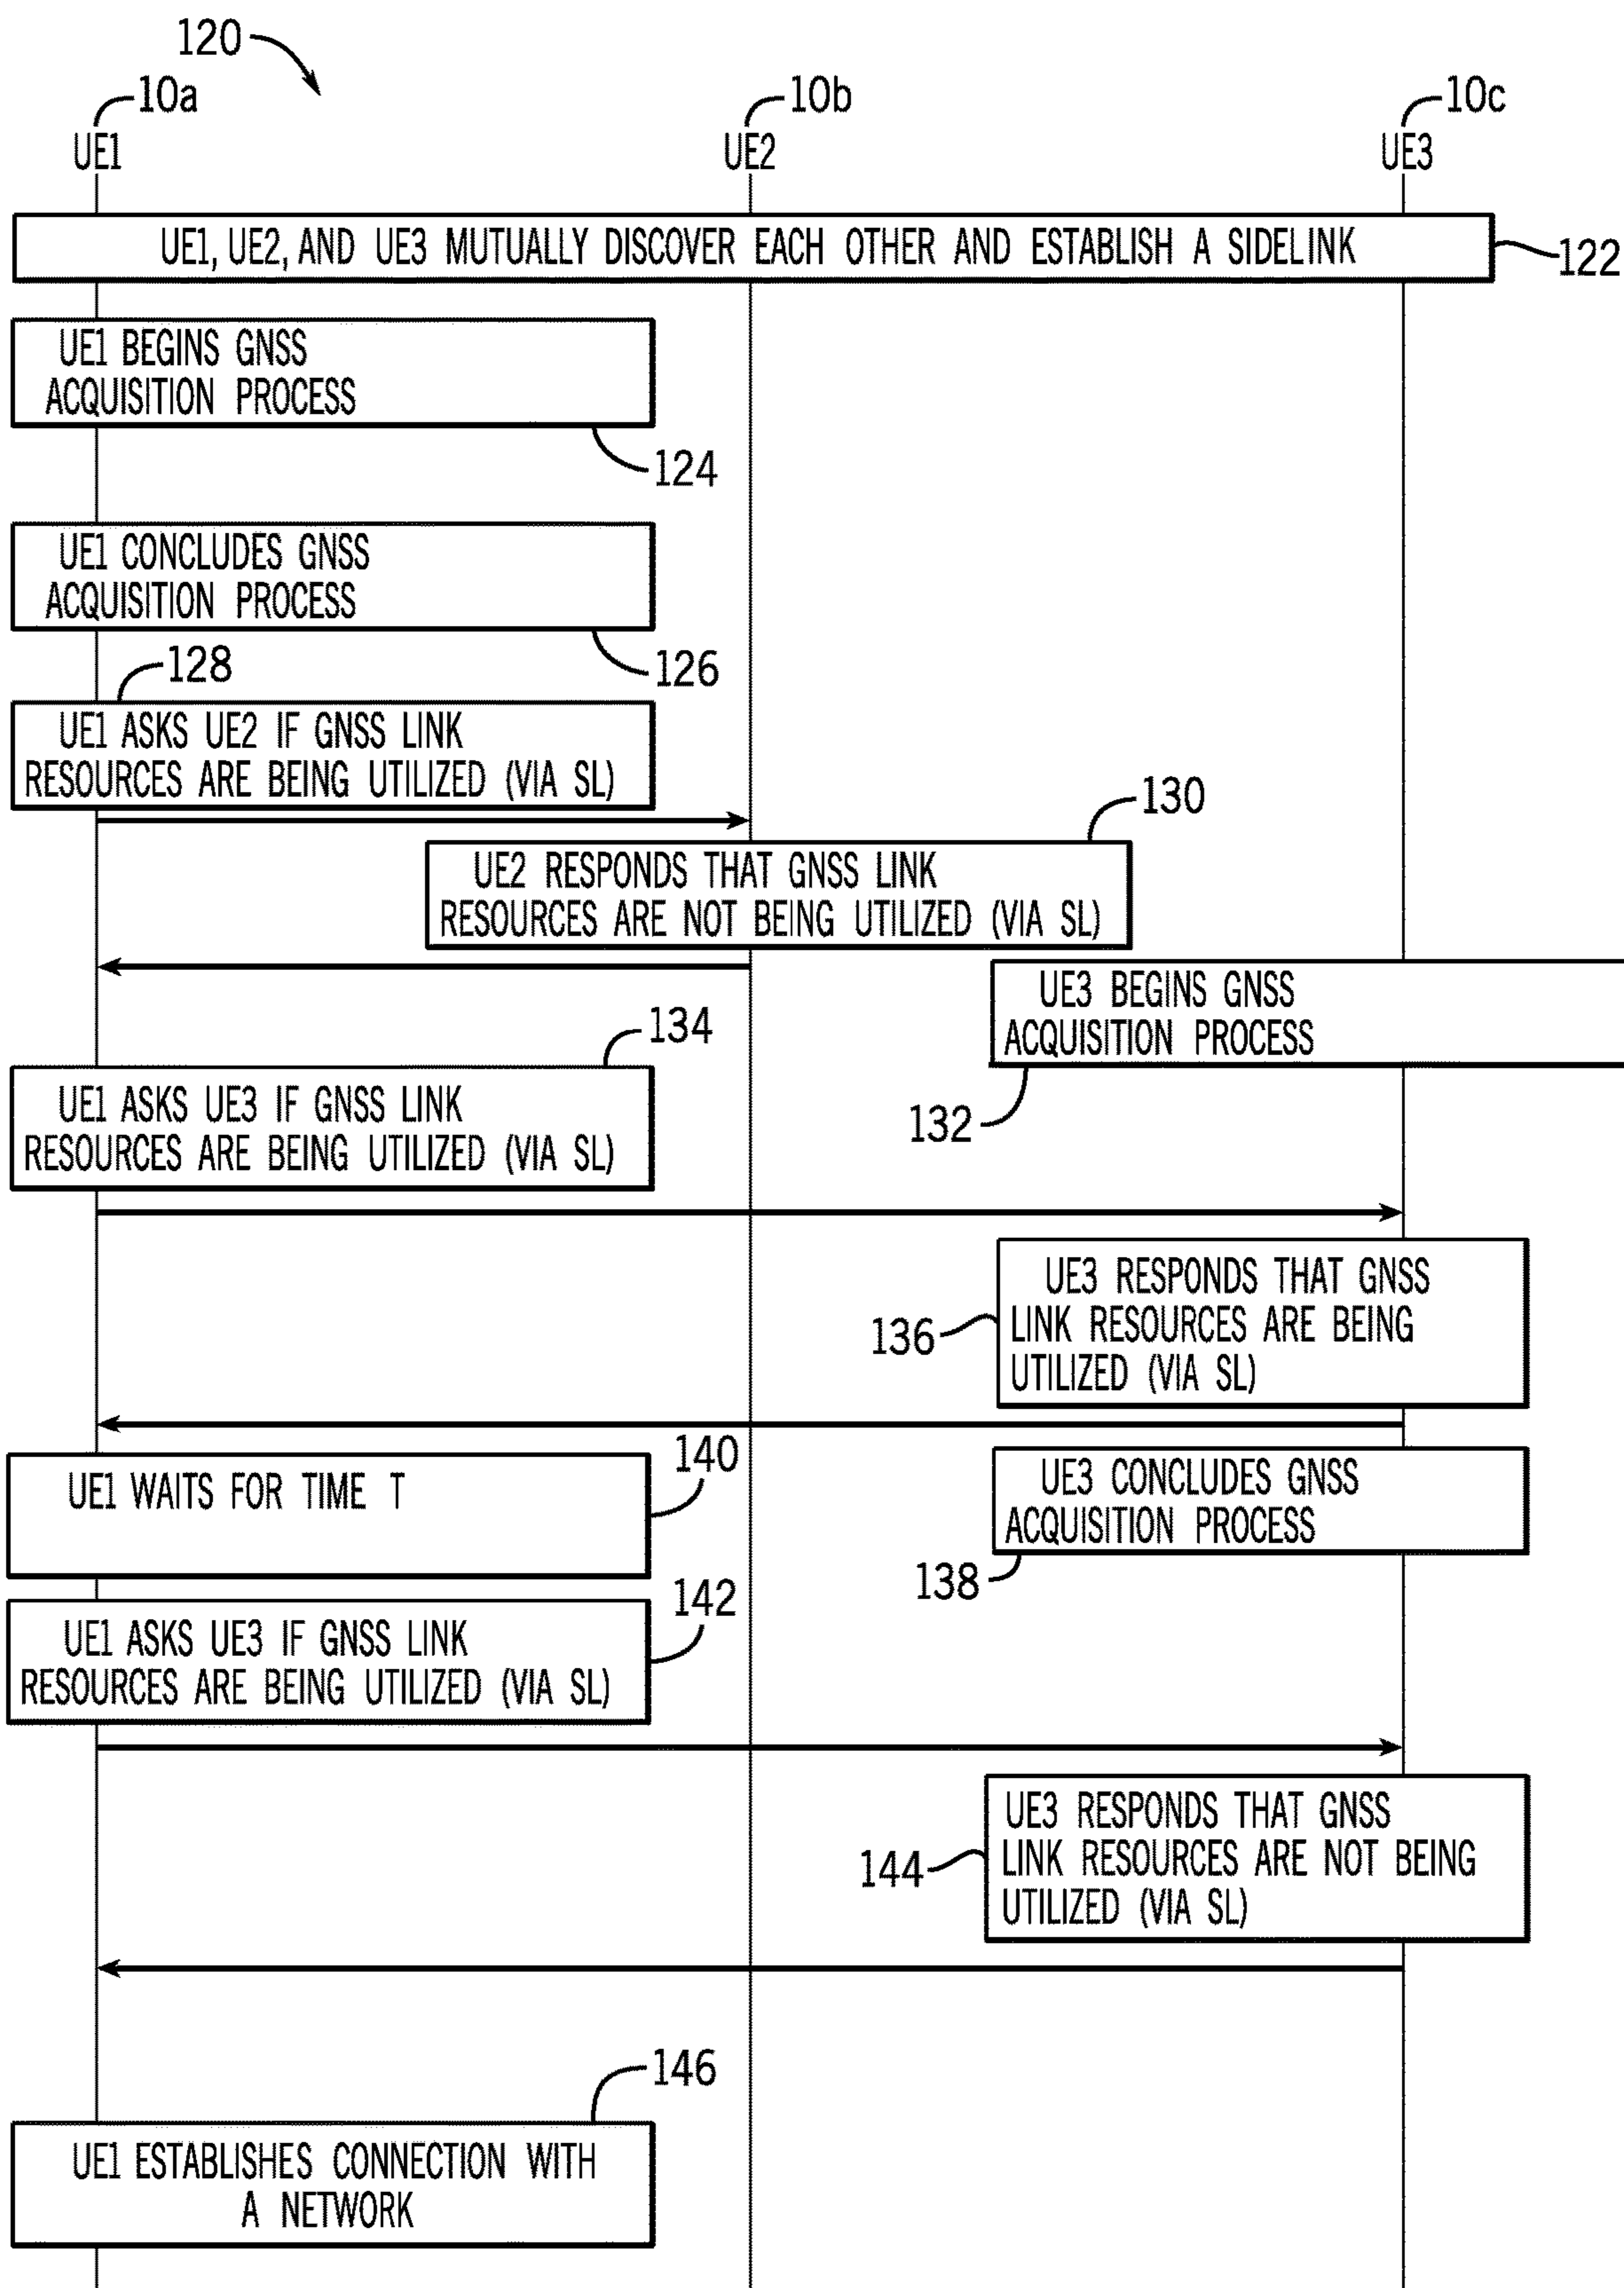 120
10a
10b
10c
UE1
UE2
UE3
UE1, UE2, AND UE3 MUTUALLY DISCOVER EACH OTHER AND ESTABLISH A SIDELINK
122
UE1 BEGINS GNSS
ACQUISITION PROCESS
124
UE1 CONCLUDES GNSS
ACQUISITION PROCESS
126
128
UE1 ASKS UE2 IF GNSS LINK
RESOURCES ARE BEING UTILIZED (VIA SL)
130
UE2 RESPONDS THAT GNSS LINK
RESOURCES ARE NOT BEING UTILIZED (VIA SL)
UE3 BEGINS GNSS
ACQUISITION PROCESS
132
134
UE1 ASKS UE3 IF GNSS LINK
RESOURCES ARE BEING UTILIZED (VIA SL)
136
UE3 RESPONDS THAT GNSS
LINK RESOURCES ARE BEING
UTILIZED (VIA SL)
140
UE1 WAITS FOR TIME T
UE3 CONCLUDES GNSS
ACQUISITION PROCESS
138
142
UE1 ASKS UE3 IF GNSS LINK
RESOURCES ARE BEING UTILIZED (VIA SL)
144
UE3 RESPONDS THAT GNSS
LINK RESOURCES ARE NOT BEING
UTILIZED (VIA SL)
146
UE1 ESTABLISHES CONNECTION WITH
A NETWORK